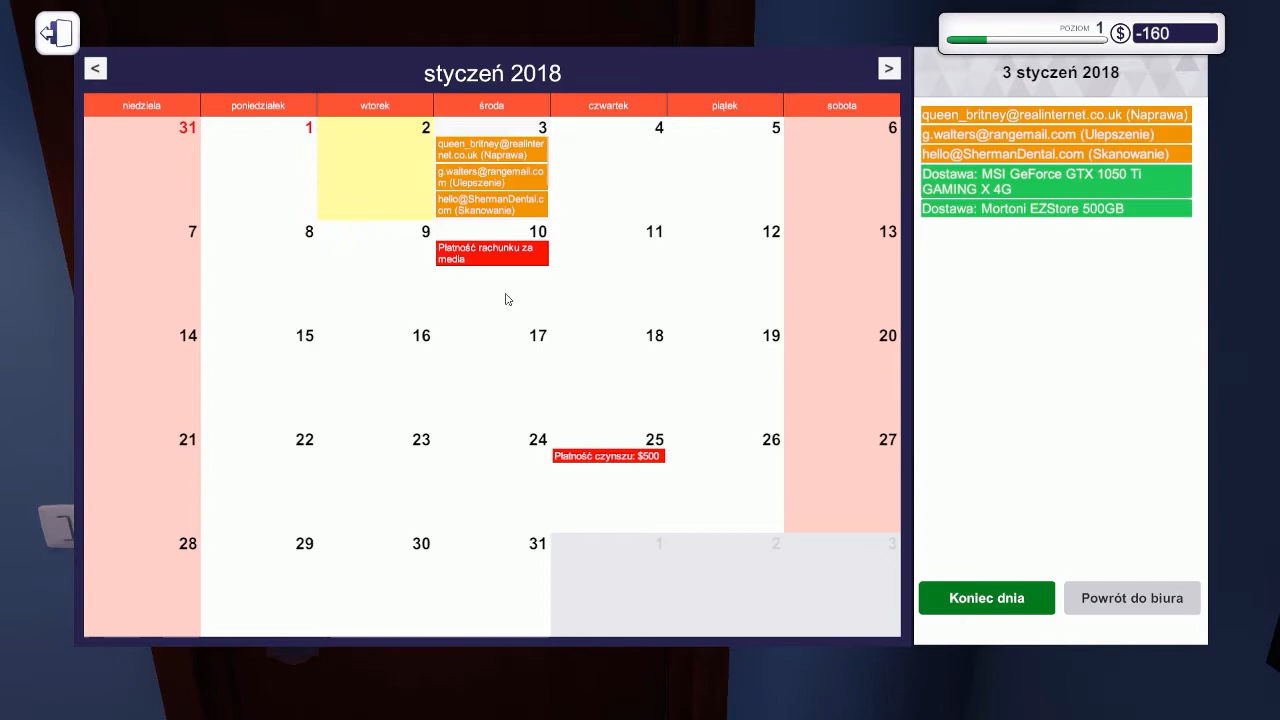 POZIOM 1
$ -160
<
styczeń 2018
>
niedziela poniedziałek wtorek środa czwartek piątek sobota
31 1 2 3 4 5 6
queen_britney@realinter
net.co.uk (Naprawa)
g.walters@rangemail.co
m (Ulepszenie)
hello@ShermanDental.c
om (Skanowanie)
7 8 9 10 11 12 13
Płatność rachunku za
media
14 15 16 17 18 19 20
21 22 23 24 25 26 27
Płatność czynszu: $500
28 29 30 31 1 2 3
3 styczeń 2018
queen_britney@realinternet.co.uk (Naprawa)
g.walters@rangemail.com (Ulepszenie)
hello@ShermanDental.com (Skanowanie)
Dostawa: MSI GeForce GTX 1050 Ti
GAMING X 4G
Dostawa: Mortoni EZStore 500GB
Koniec dnia
Powrót do biura